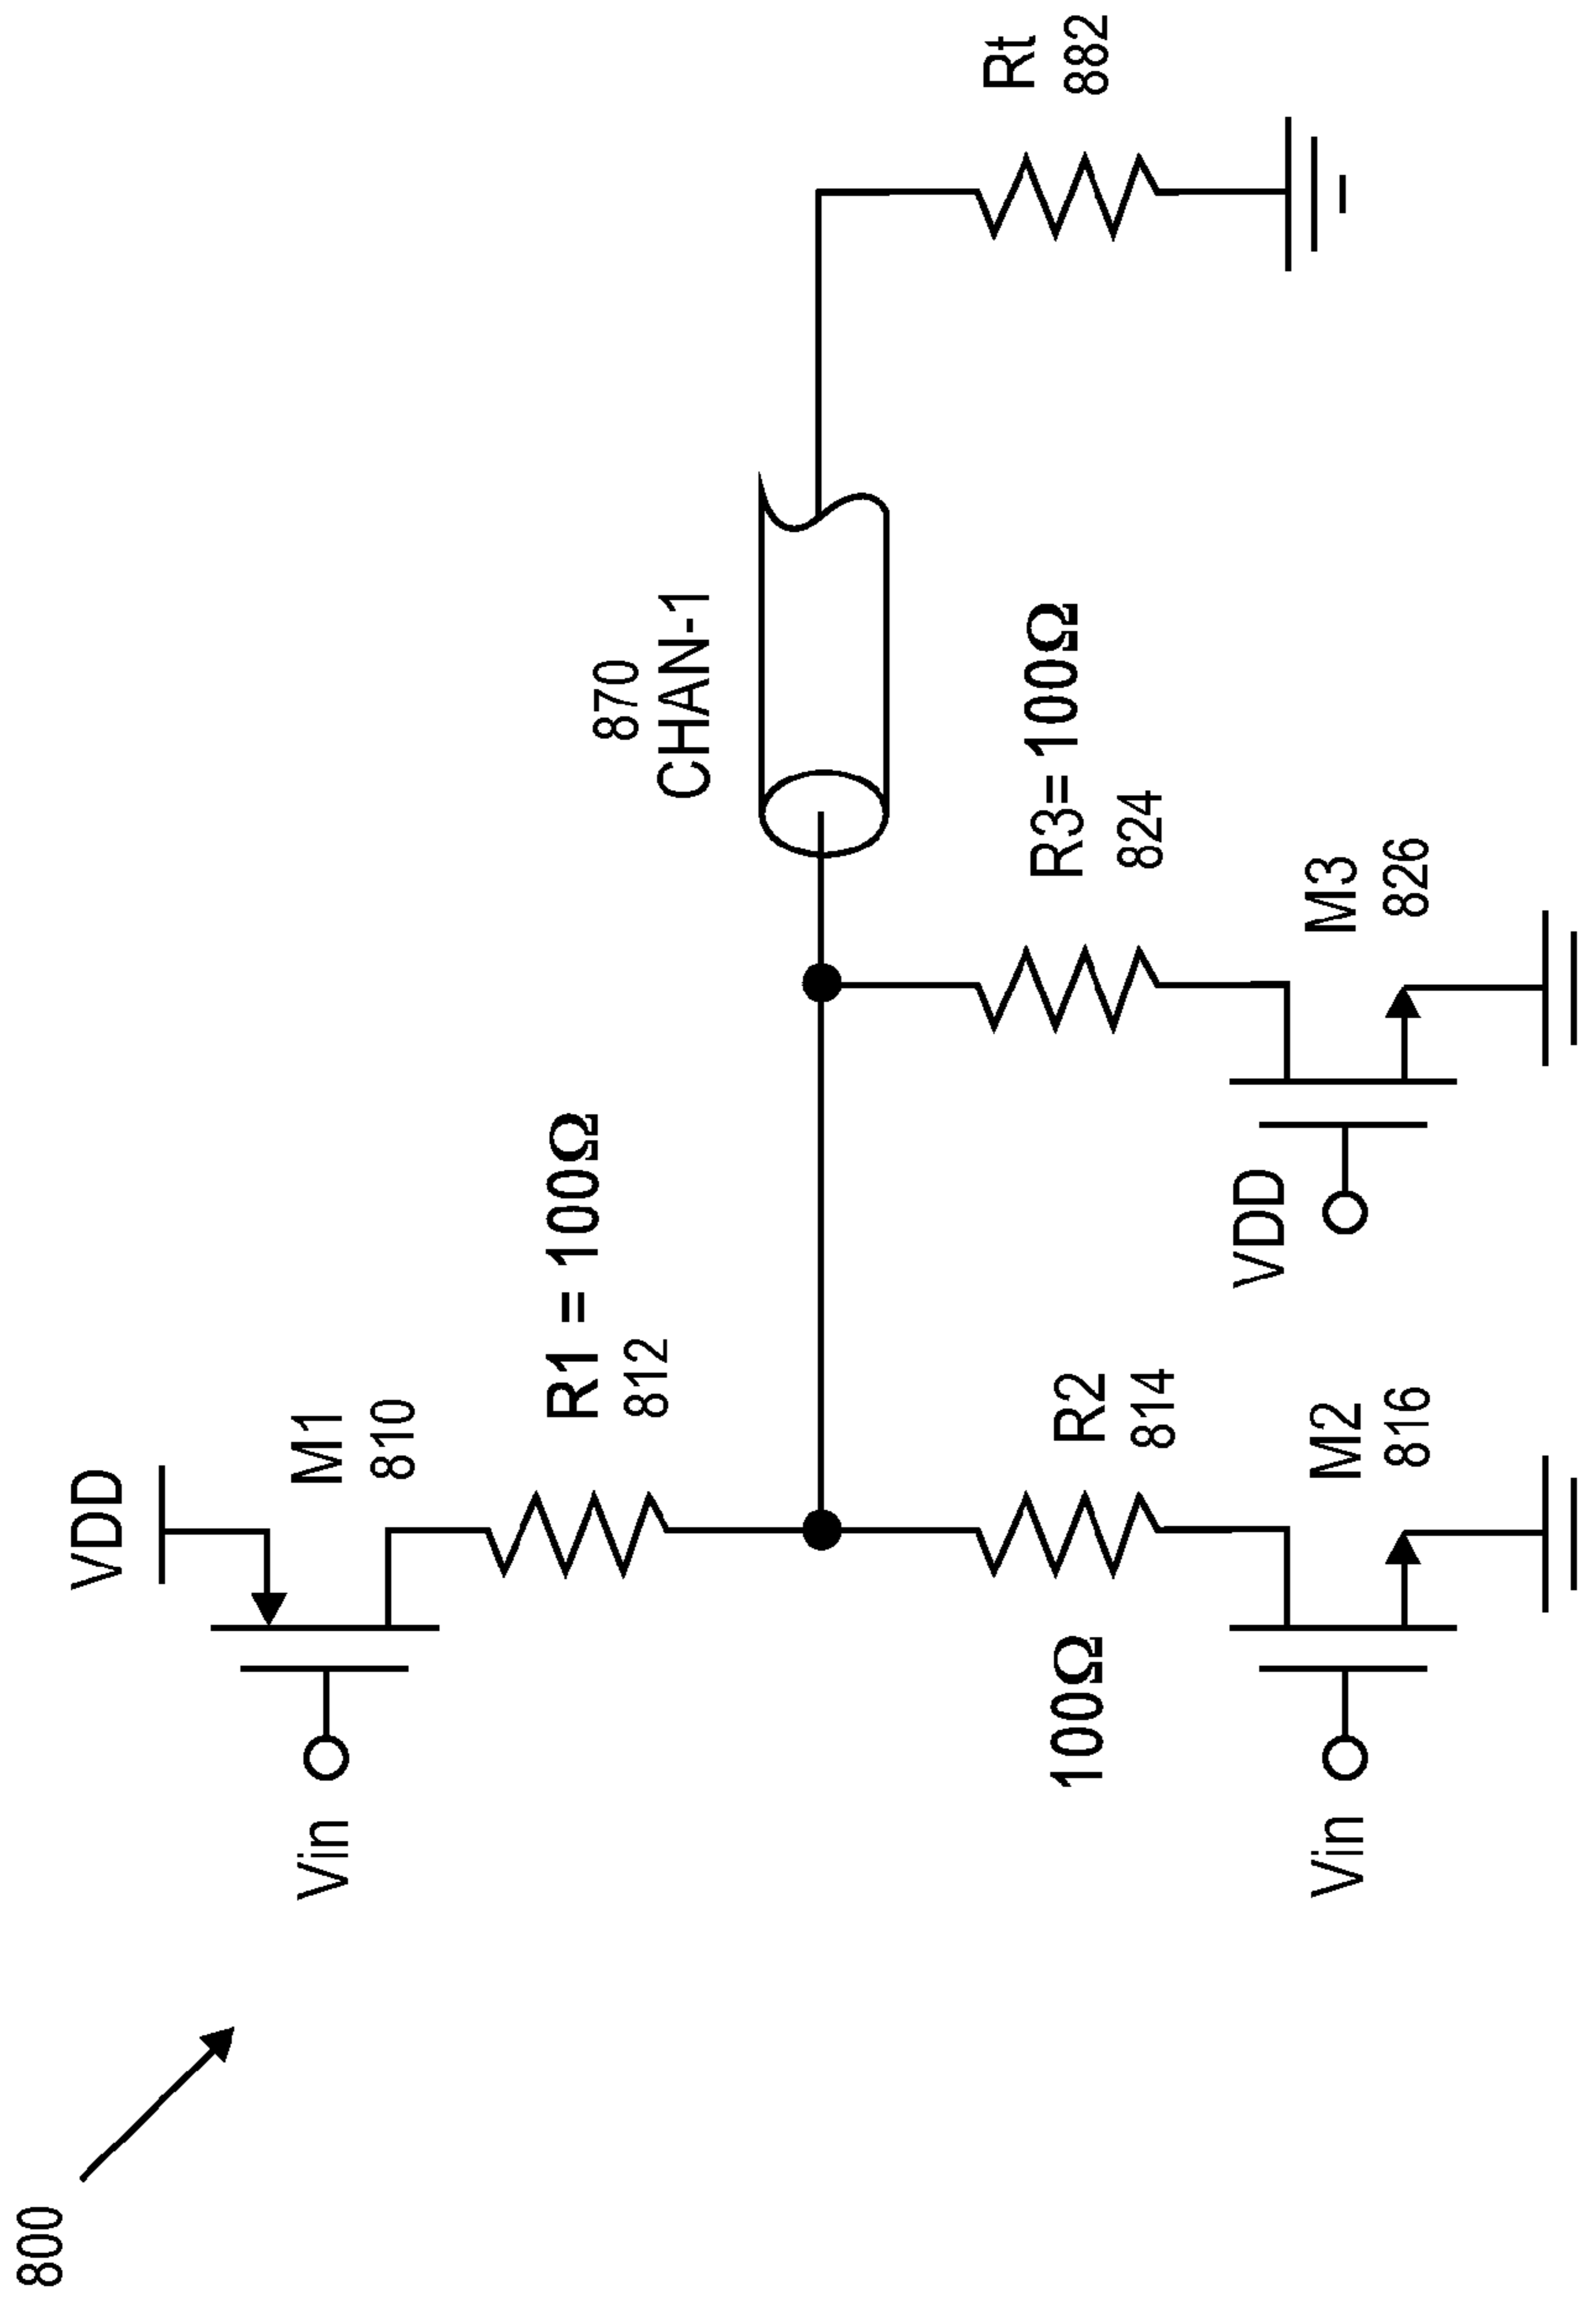 800
VDD
M1
810
Vin
R1 = 100Ω
812
870
CHAN-1
100Ω
R2
814
R3= 100Ω
824
Rt
882
Vin
M2
816
VDD
M3
826